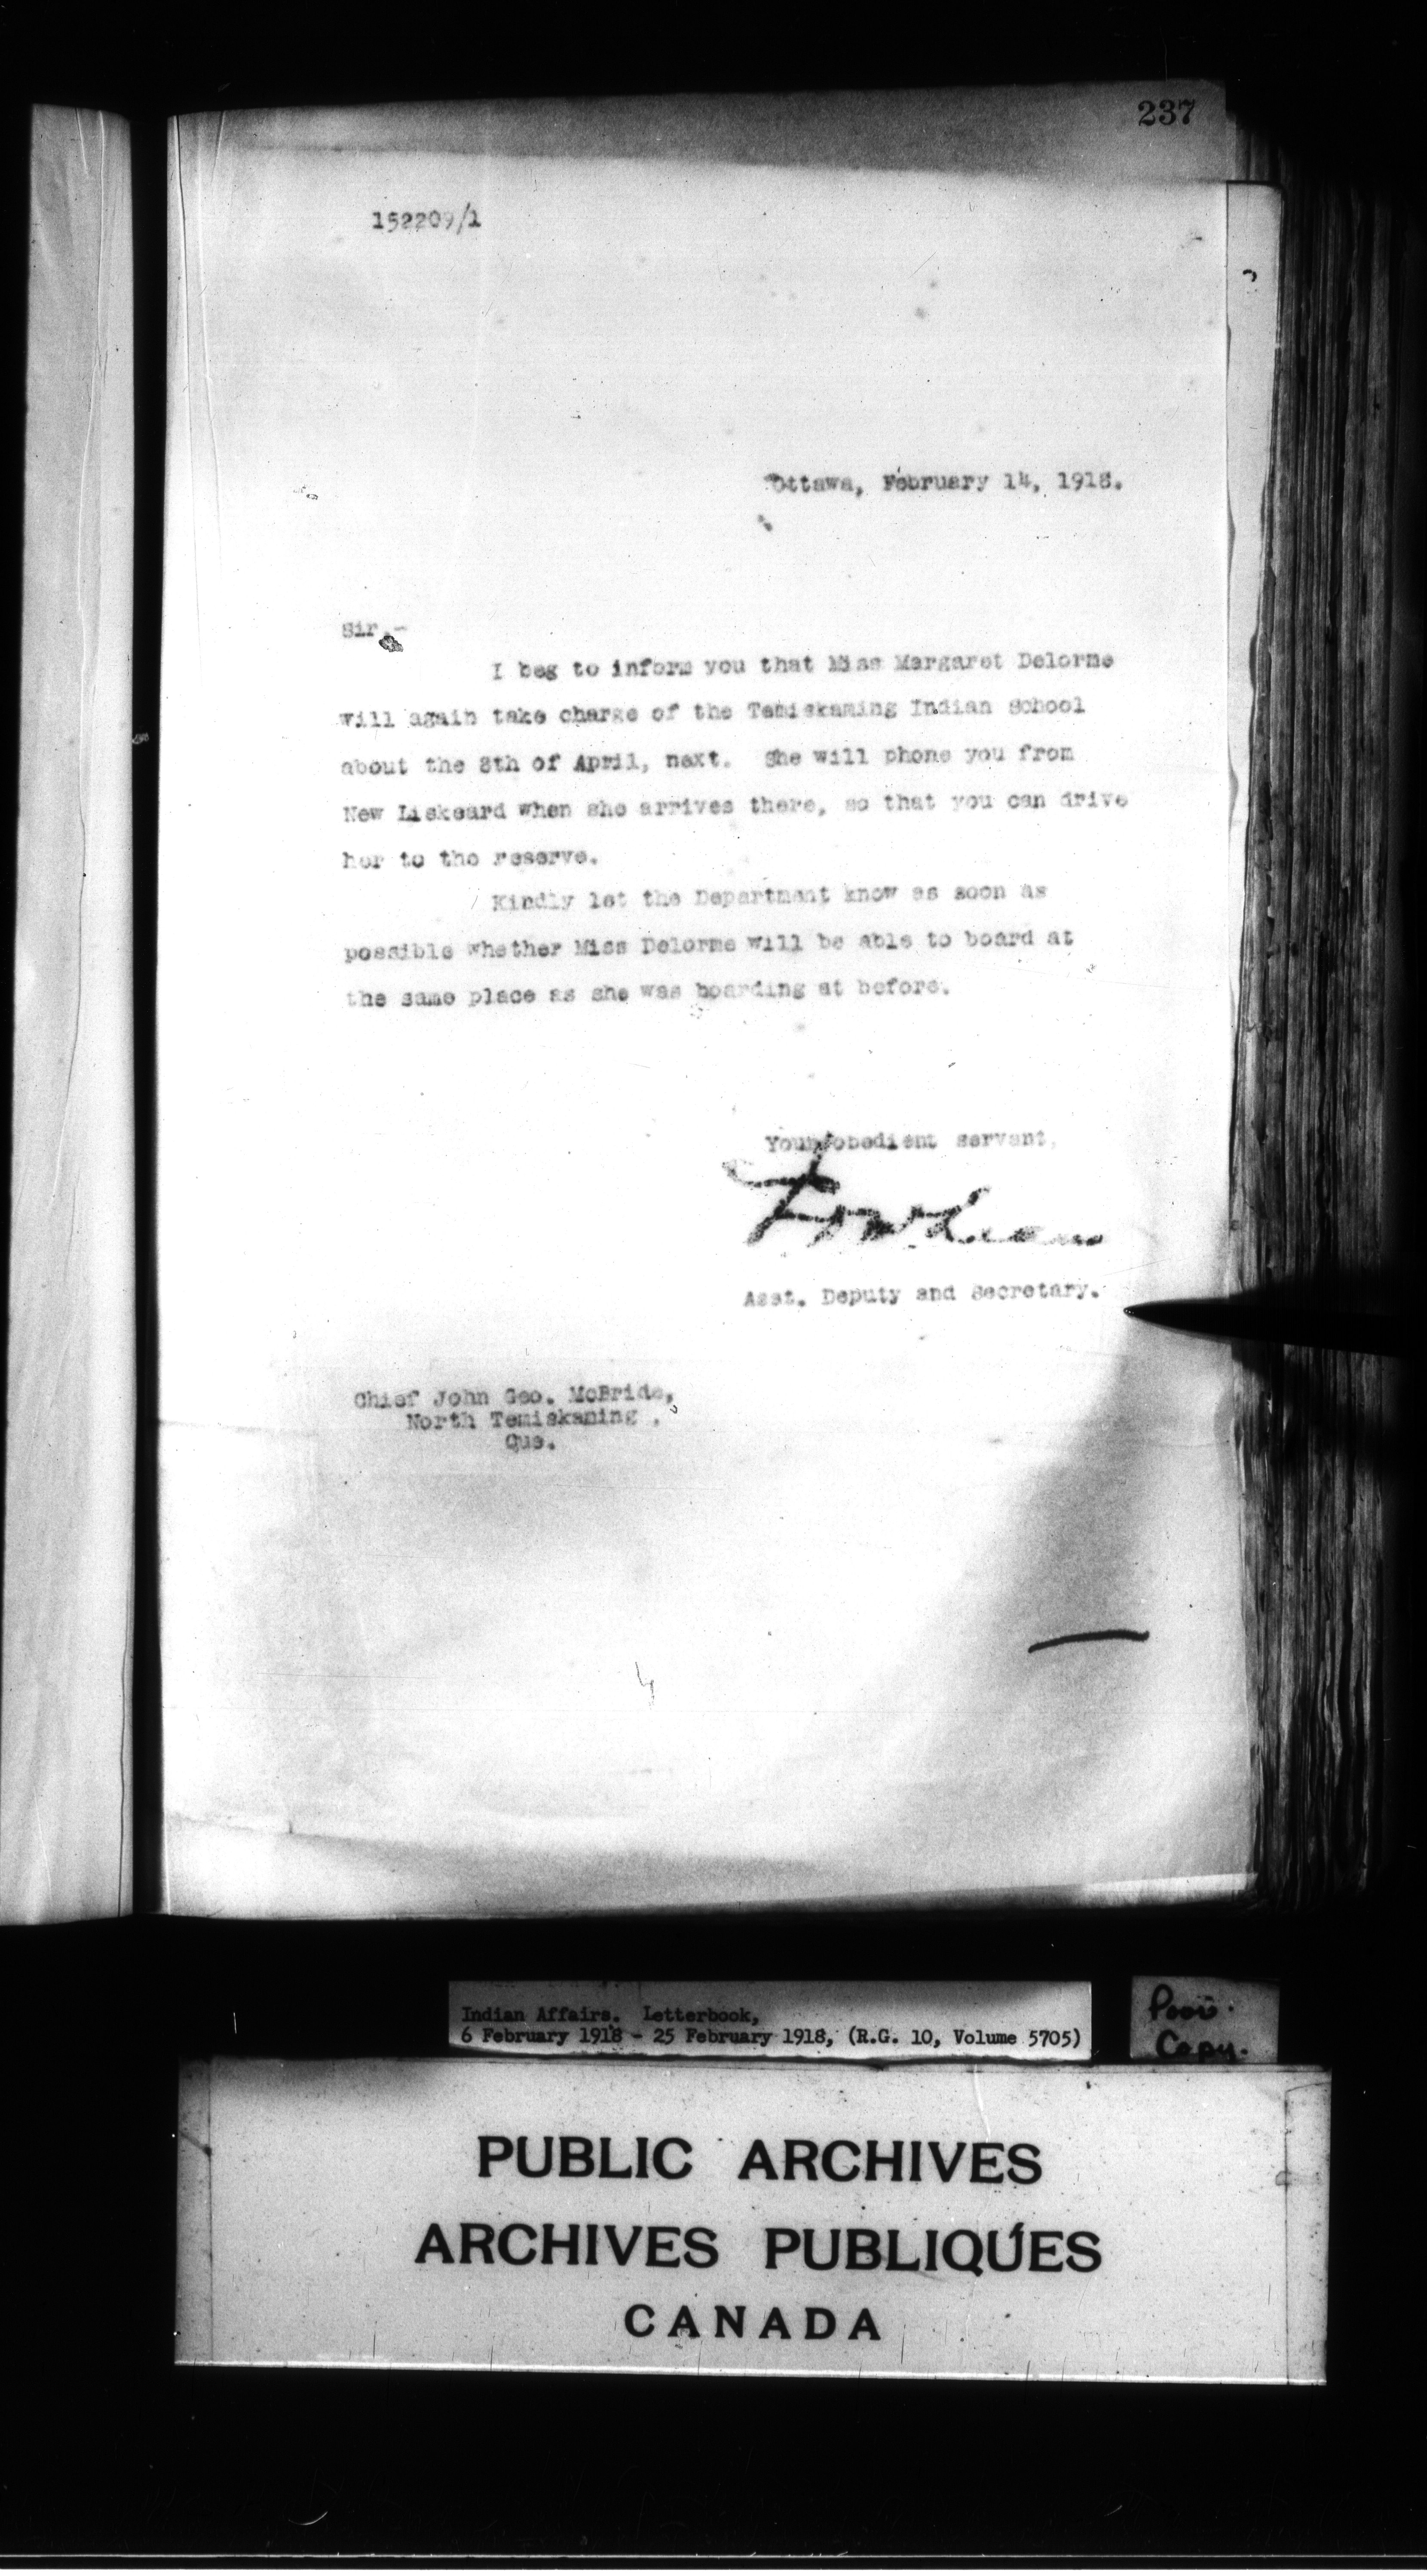 237
152209/1
Ottawa, February 14, 1918.
Sir,-
I beg to inform you that Miss Margaret Delorme
will again take charge of the Temiskaming Indian School
about the 8th of April, next. She will phone you from
New Liskeard when she arrives there, so that you can drive
her to the reserve.
Kindly let the Department know as soon as
possible whether Miss Delorme will be able to board at
the same place as she was boarding at before.
Your obedient servant,
Asst. Deputy and Secretary.
Chief John Geo. McBride,
North Temiskaming,
Que.
Indian Affairs. Letterbook,
6 February 1918 - 25 February 1918, (R.G. 10, Volume 5705)
Poor
Copy.
PUBLIC ARCHIVES
ARCHIVES PUBLIQUES
CANADA